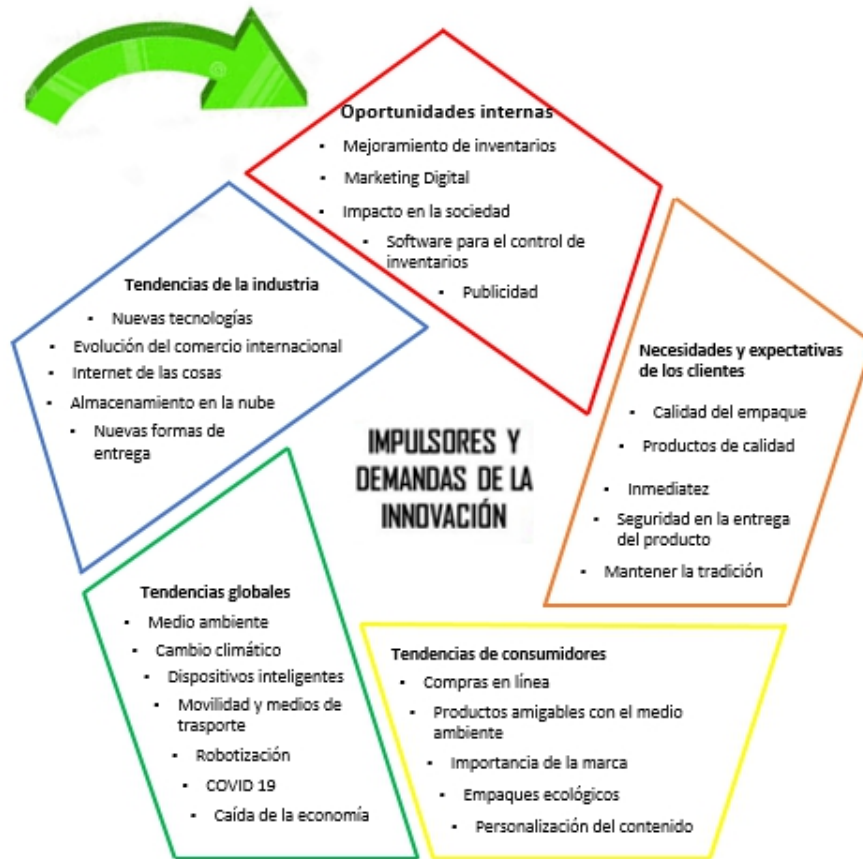 Oportunidades internas
▪ Mejoramiento de inventarios
▪ Marketing Digital
▪ Impacto en la sociedad
▪ Software para el control de
inventarios
▪ Publicidad
Necesidades y expectativas
de los clientes
▪ Calidad del empaque
▪ Productos de calidad
▪ Inmediatez
▪ Seguridad en la entrega
del producto
▪ Mantener la tradición
Tendencias de consumidores
▪ Compras en línea
▪ Productos amigables con el medio
ambiente
▪ Importancia de la marca
▪ Empaques ecológicos
▪ Personalización del contenido
Tendencias globales
▪ Medio ambiente
▪ Cambio climático
▪ Dispositivos inteligentes
▪ Movilidad y medios de
trasporte
▪ Robotización
▪ COVID 19
▪ Caída de la economía
Tendencias de la industria
▪ Nuevas tecnologías
▪ Evolución del comercio internacional
▪ Internet de las cosas
▪ Almacenamiento en la nube
▪ Nuevas formas de
entrega
IMPULSORES Y
DEMANDAS DE LA
INNOVACIÓN